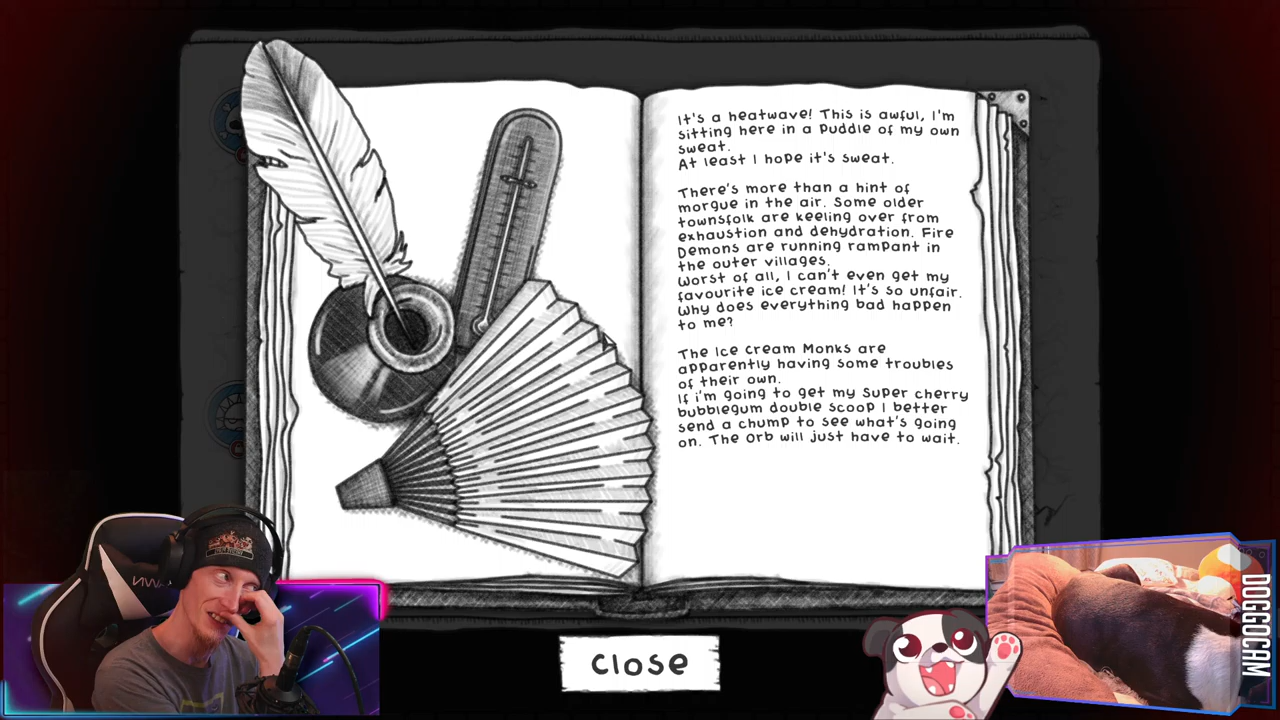 It's a heatwave! This is awful, I'm
sitting here in a puddle of my own
sweat.
At least I hope it's sweat.
There's more than a hint of
morgue in the air. Some older
townsfolk are keeling over from
exhaustion and dehydration. Fire
Demons are running rampant in
the outer villages.
Worst of all, I can't even get my
favourite ice cream! It's so unfair.
Why does everything bad happen
to me?
The Ice Cream Monks are
apparently having some troubles
of their own.
If i'm going to get my Super cherry
bubblegum double scoop I better
send a chump to see what's going
on. The Orb will just have to wait.
close
DOGGOCAM